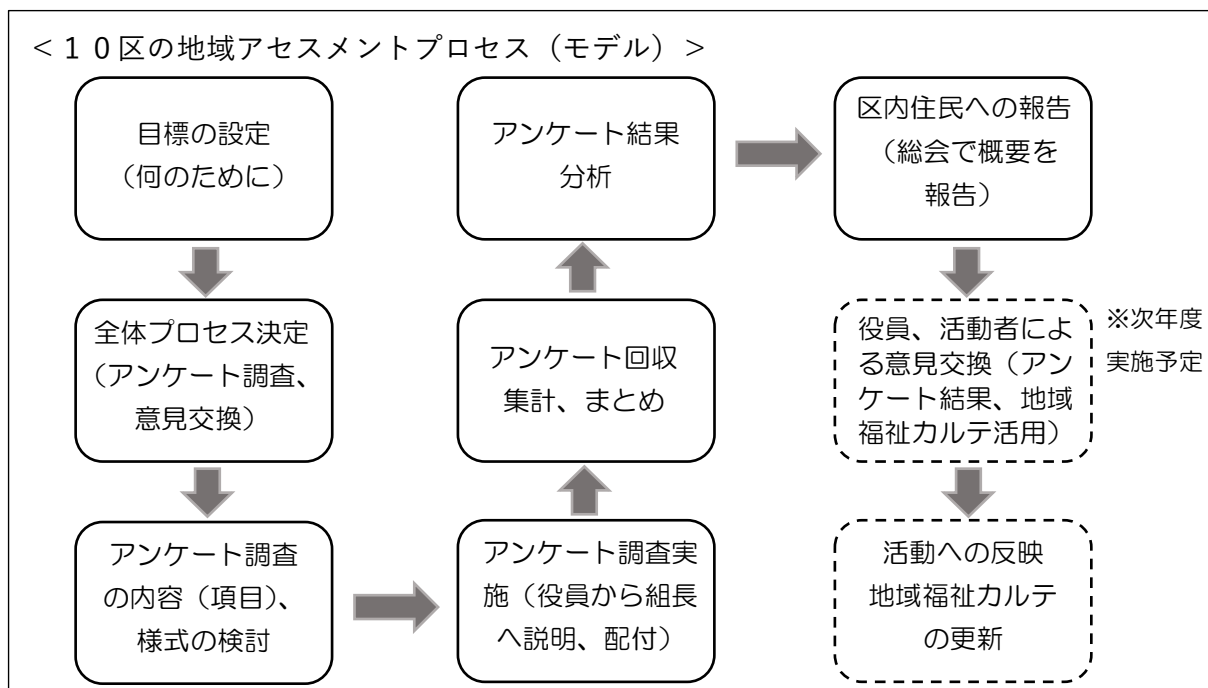 <10区の地域アセスメントプロセス（モデル）>
目標の設定
（何のために）
全体プロセス決定
（アンケート調査、
意見交換）
アンケート調査
の内容（項目）、
様式の検討
アンケート調査実
施（役員から組長
へ説明、配付）
アンケート回収
集計、まとめ
アンケート結果
分析
区内住民への報告
（総会で概要を
報告）
役員、活動者によ
る意見交換（アン
ケート結果、地域
福祉カルテ活用）
※次年度
実施予定
活動への反映
地域福祉カルテ
の更新